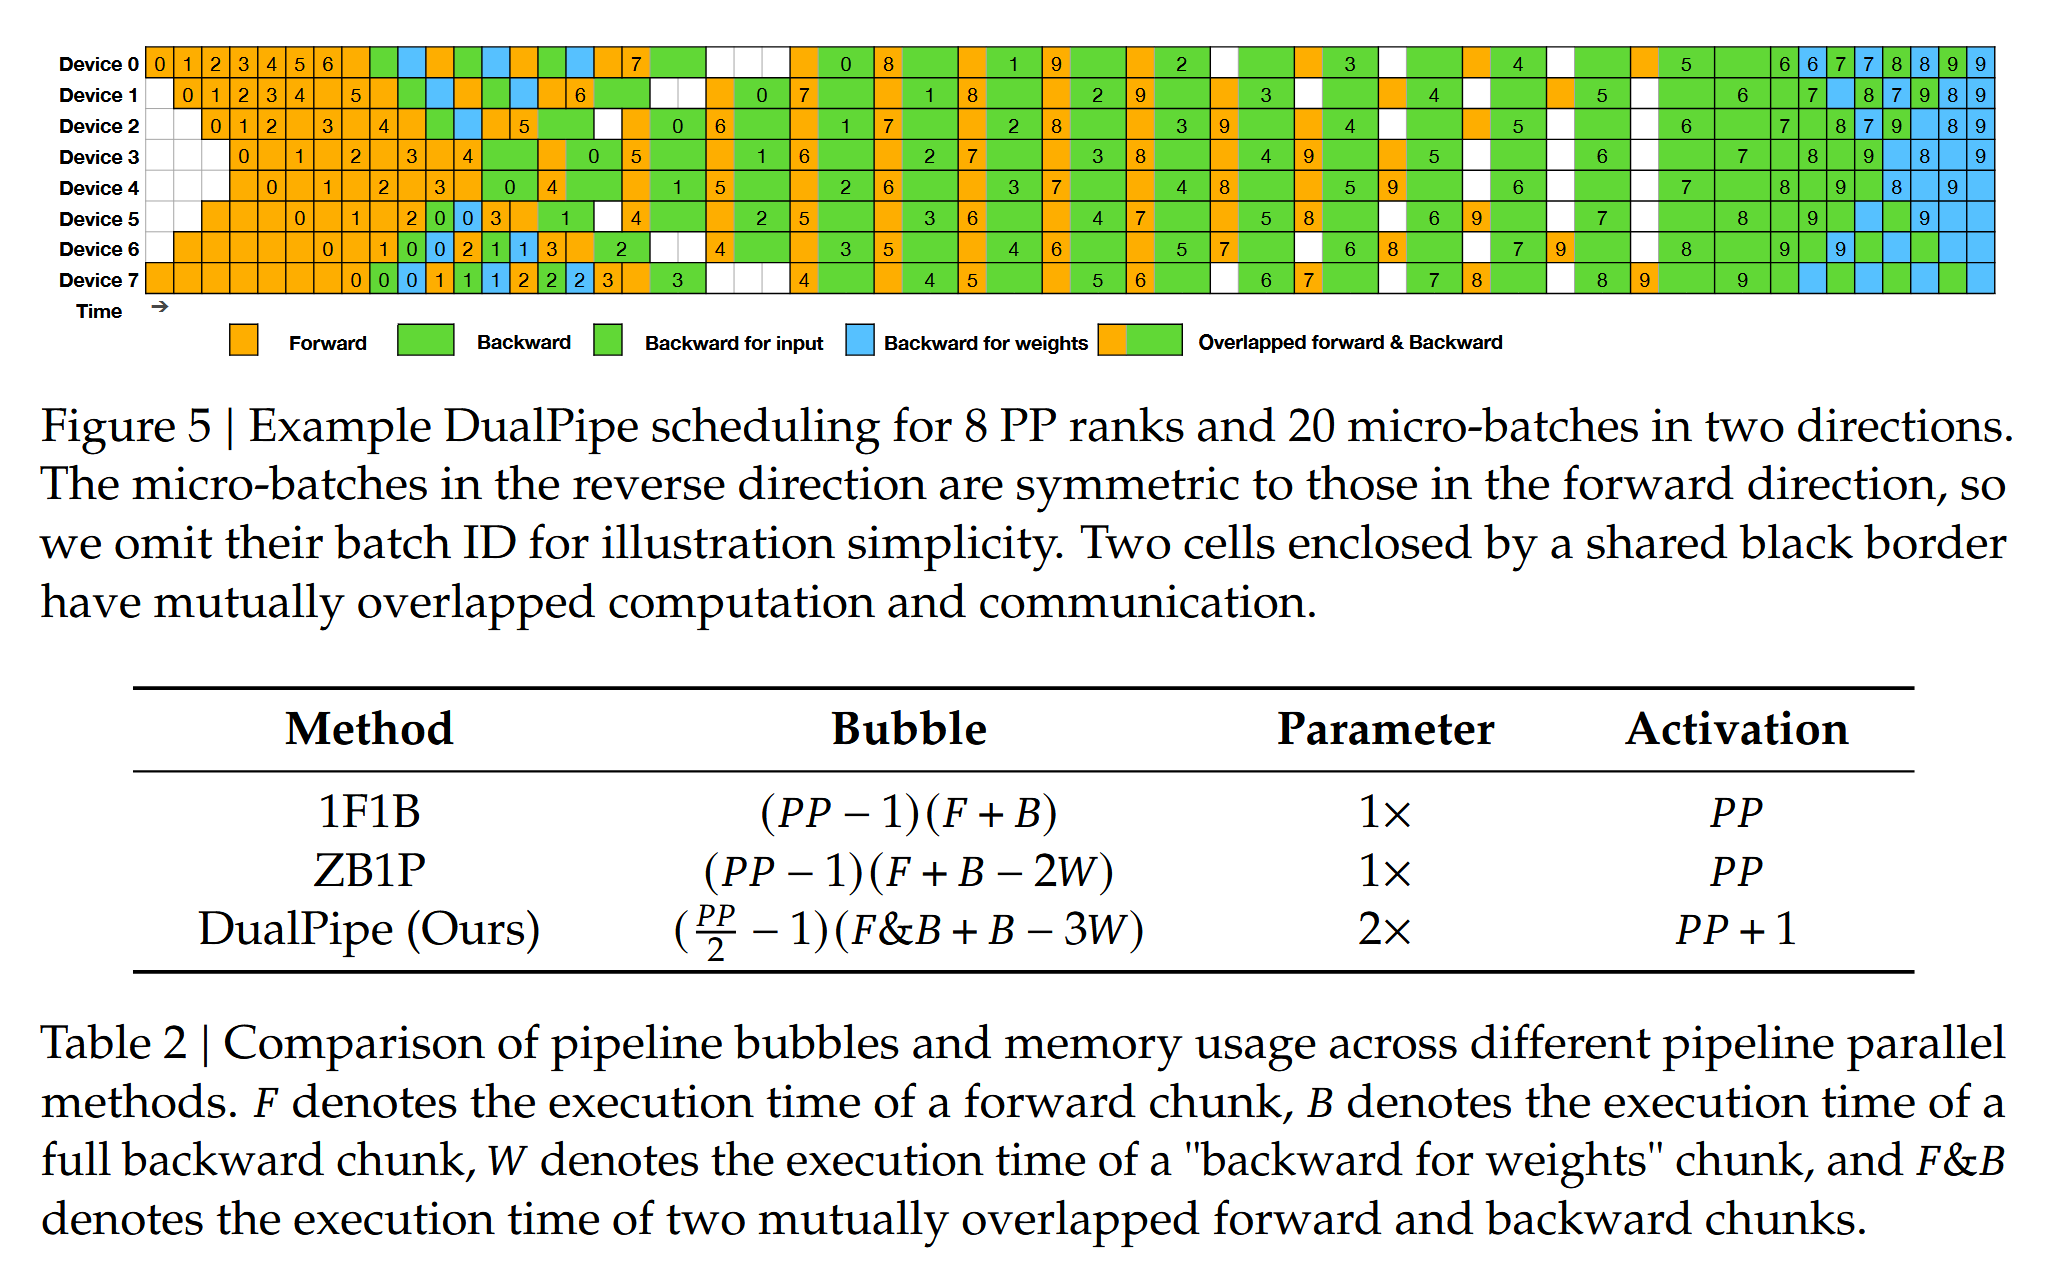 Device 0 0 1 2 3 4 5 6 7 0 8 1 9 2 3 4 5 6 6 7 7 8 8 9 9
Device 1 0 1 2 3 4 5 6 0 7 1 8 2 9 3 4 5 6 7 8 7 9 8 9
Device 2 0 1 2 3 4 5 0 6 1 7 2 8 3 9 4 5 6 7 8 7 9 8 9
Device 3 0 1 2 3 4 0 5 1 6 2 7 3 8 4 9 5 6 7 8 9 8 9
Device 4 0 1 2 3 0 4 1 5 2 6 3 7 4 8 5 9 6 7 8 9 8 9
Device 5 0 1 2 0 0 3 1 4 2 5 3 6 4 7 5 8 6 9 7 8 9 9
Device 6 0 1 0 0 2 1 1 3 2 4 3 5 4 6 5 7 6 8 7 9 8 9 9
Device 7 0 0 0 1 1 1 2 2 2 3 3 4 4 5 5 6 6 7 7 8 8 9 9
Time →
Forward Backward Backward for input Backward for weights Overlapped forward & Backward
Figure 5 | Example DualPipe scheduling for 8 PP ranks and 20 micro-batches in two directions.
The micro-batches in the reverse direction are symmetric to those in the forward direction, so
we omit their batch ID for illustration simplicity. Two cells enclosed by a shared black border
have mutually overlapped computation and communication.
Method Bubble Parameter Activation
1F1B (PP − 1)(F + B) 1× PP
ZB1P (PP − 1)(F + B − 2W) 1× PP
DualPipe (Ours) (PP/2 − 1)(F&B + B − 3W) 2× PP + 1
Table 2 | Comparison of pipeline bubbles and memory usage across different pipeline parallel
methods. F denotes the execution time of a forward chunk, B denotes the execution time of a
full backward chunk, W denotes the execution time of a "backward for weights" chunk, and F&B
denotes the execution time of two mutually overlapped forward and backward chunks.